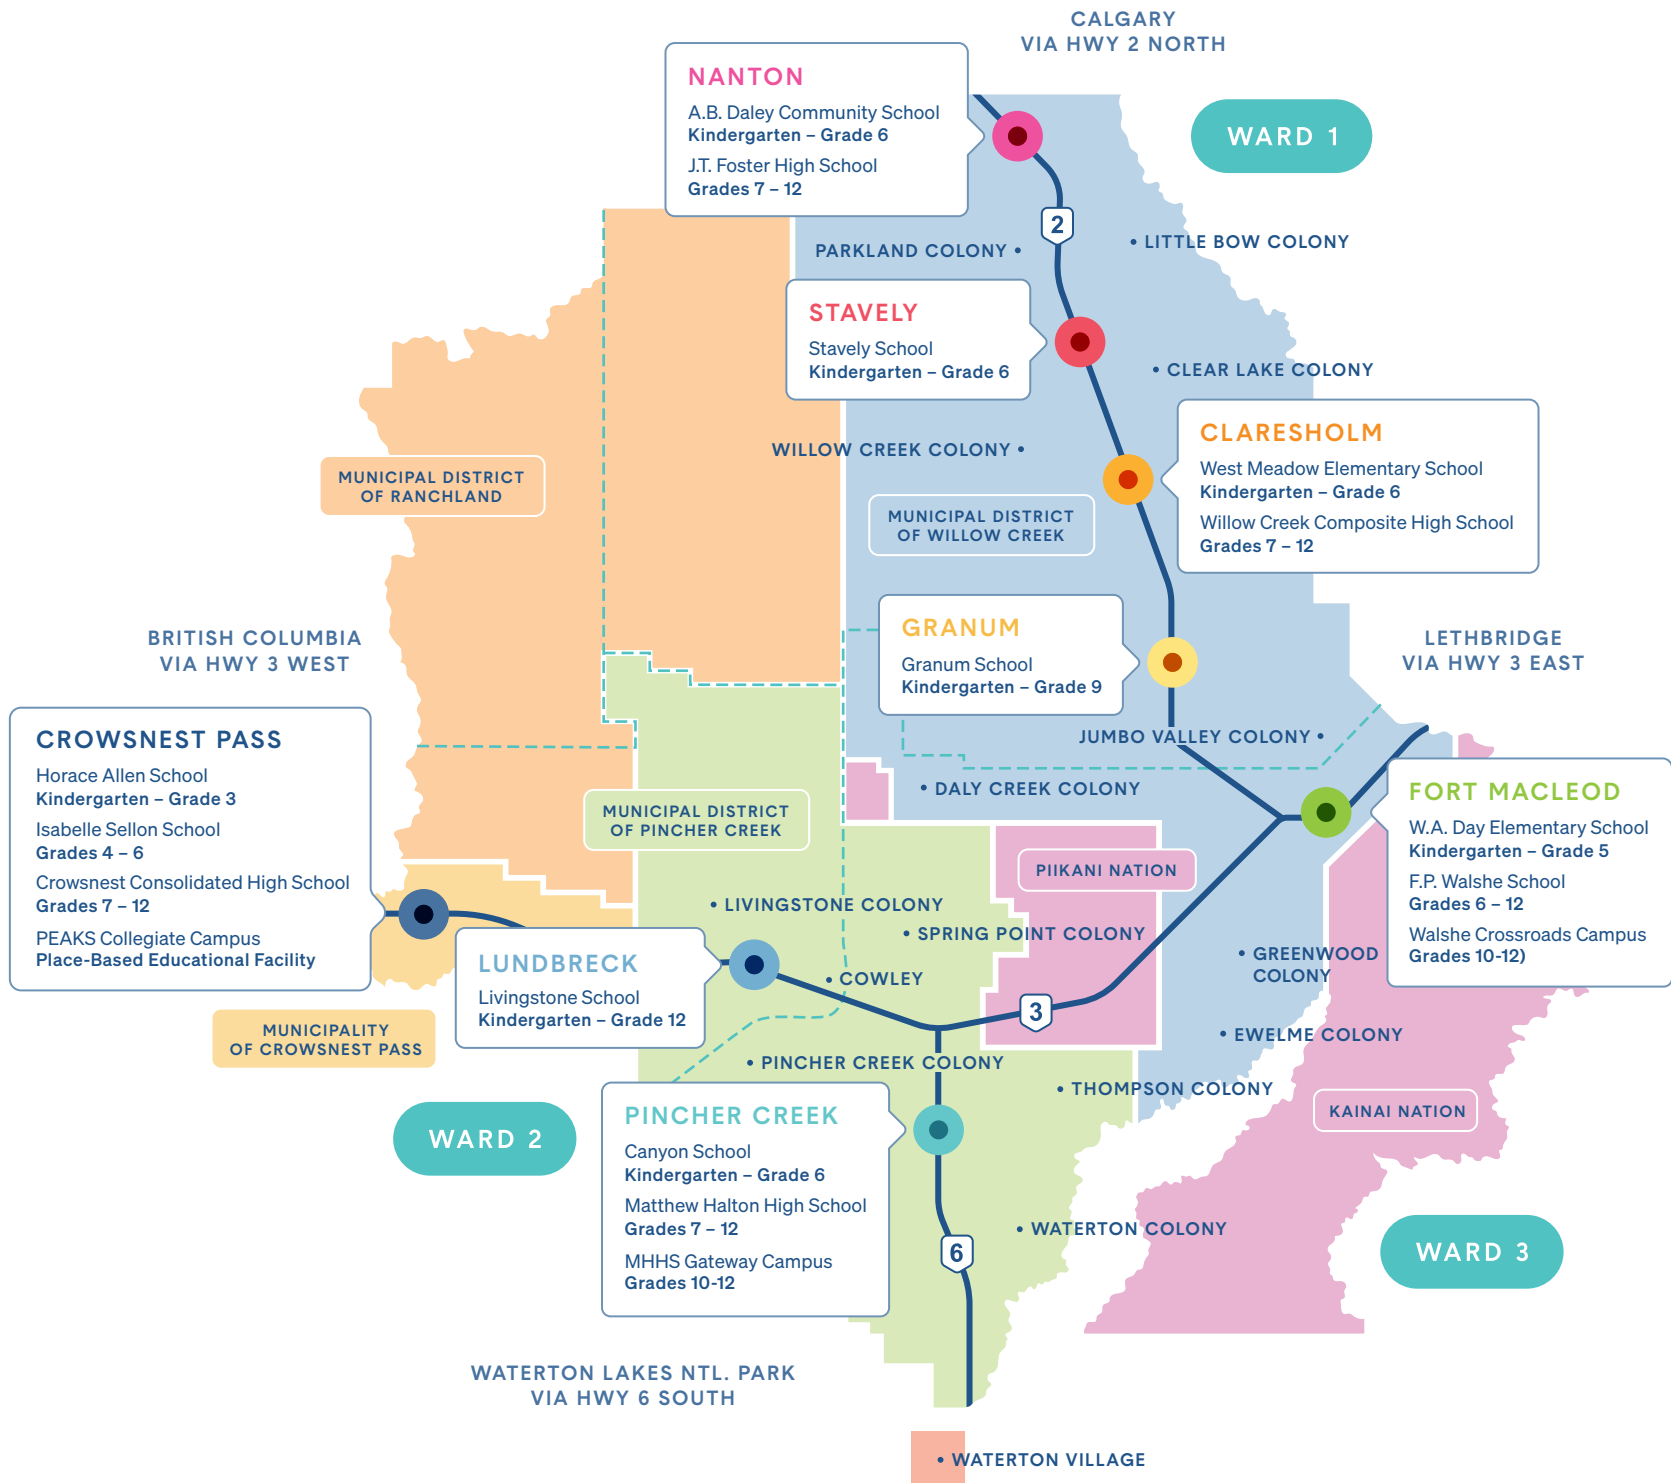 CALGARY
VIA HWY 2 NORTH
NANTON
A.B. Daley Community School
Kindergarten – Grade 6
J.T. Foster High School
Grades 7 – 12
WARD 1
2
• LITTLE BOW COLONY
PARKLAND COLONY •
STAVELY
Stavely School
Kindergarten – Grade 6
• CLEAR LAKE COLONY
CLARESHOLM
West Meadow Elementary School
Kindergarten – Grade 6
Willow Creek Composite High School
Grades 7 – 12
WILLOW CREEK COLONY •
MUNICIPAL DISTRICT
OF RANCHLAND
MUNICIPAL DISTRICT
OF WILLOW CREEK
GRANUM
Granum School
Kindergarten – Grade 9
BRITISH COLUMBIA
VIA HWY 3 WEST
LETHBRIDGE
VIA HWY 3 EAST
CROWSNEST PASS
Horace Allen School
Kindergarten – Grade 3
Isabelle Sellon School
Grades 4 – 6
Crowsnest Consolidated High School
Grades 7 – 12
PEAKS Collegiate Campus
Place-Based Educational Facility
JUMBO VALLEY COLONY •
• DALY CREEK COLONY
MUNICIPAL DISTRICT
OF PINCHER CREEK
FORT MACLEOD
W.A. Day Elementary School
Kindergarten – Grade 5
F.P. Walshe School
Grades 6 – 12
Walshe Crossroads Campus
Grades 10-12)
PIIKANI NATION
• LIVINGSTONE COLONY
• SPRING POINT COLONY
• GREENWOOD
COLONY
LUNDBRECK
Livingstone School
Kindergarten – Grade 12
• COWLEY
3
MUNICIPALITY
OF CROWSNEST PASS
• EWELME COLONY
• PINCHER CREEK COLONY
• THOMPSON COLONY
KAINAI NATION
WARD 2
PINCHER CREEK
Canyon School
Kindergarten – Grade 6
Matthew Halton High School
Grades 7 – 12
MHHS Gateway Campus
Grades 10-12
• WATERTON COLONY
6
WARD 3
WATERTON LAKES NTL. PARK
VIA HWY 6 SOUTH
• WATERTON VILLAGE